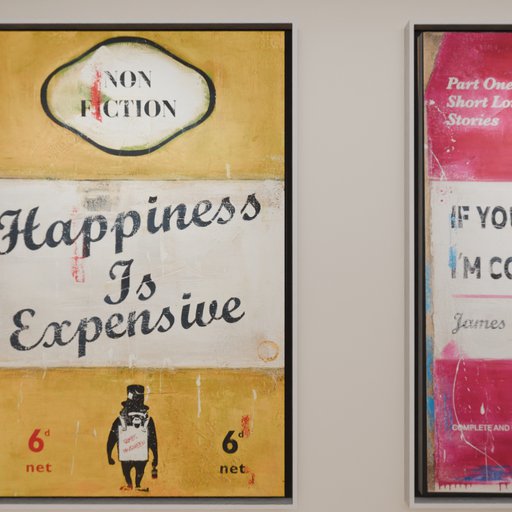 NON
FICTION
Happiness
Is
Expensive
6d
net
6d
net
Part One
Short Lo
Stories
IF YOU
I'M CO
James
COMPLETE AND